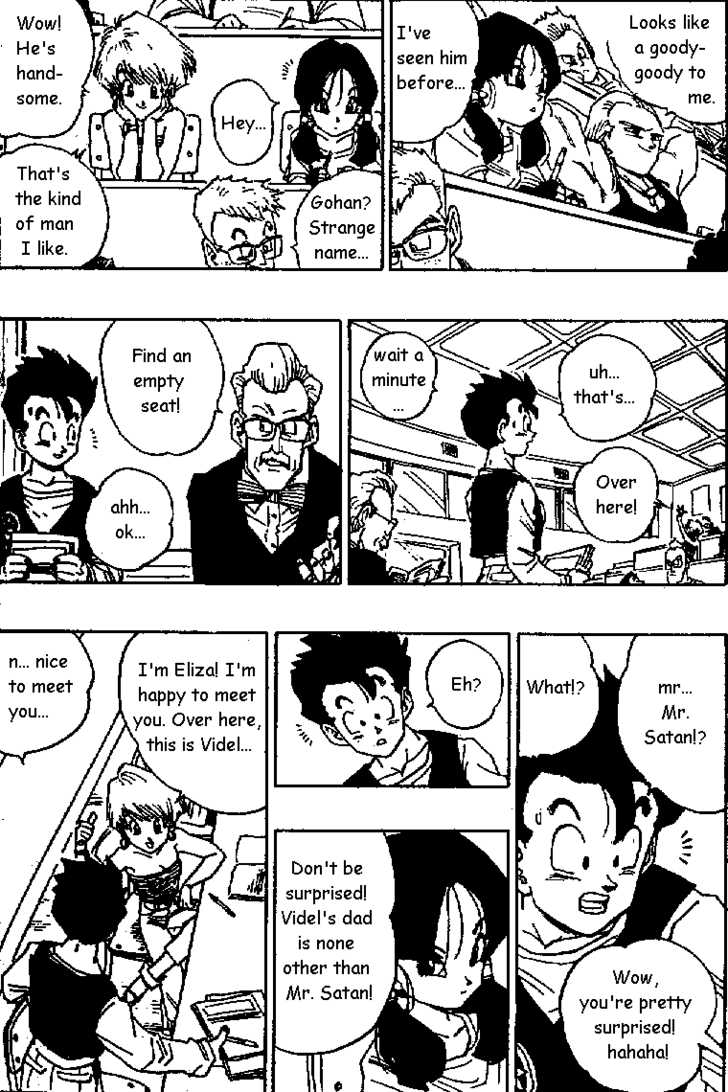 Wow!
He's
hand-
some.
That's
the kind
of man
I like.
Hey...
Gohan?
Strange
name...
I've
seen him
before...
Looks like
a goody-
goody to
me.
Find an
empty
seat!
ahh...
ok...
wait a
minute
...
uh...
that's...
Over
here!
n... nice
to meet
you...
I'm Eliza! I'm
happy to meet
you. Over here,
this is Videl...
Eh?
Don't be
surprised!
Videl's dad
is none
other than
Mr. Satan!
What!?
mr...
Mr.
Satan!?
Wow,
you're pretty
surprised!
hahaha!